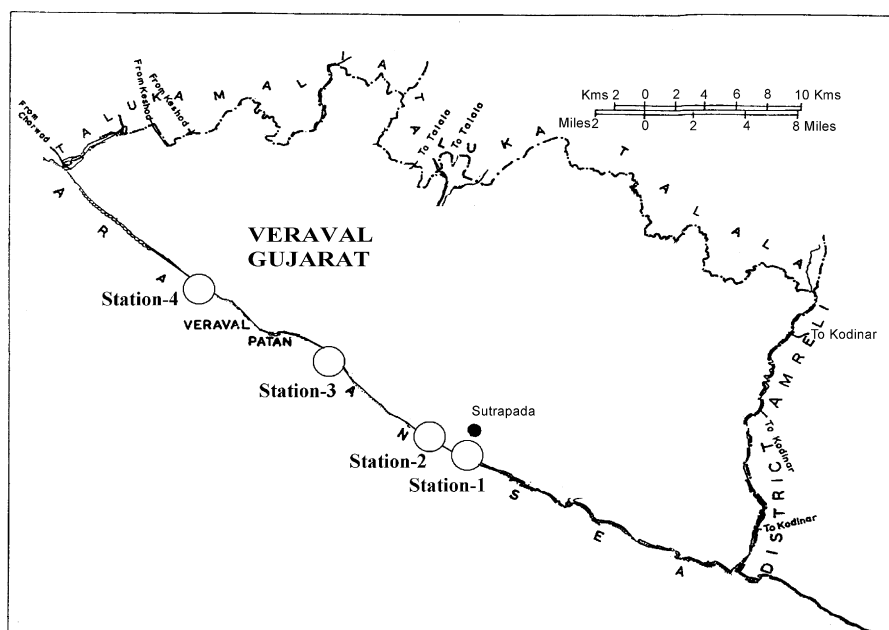 Kms 2 0 2 4 6 8 10 Kms
Miles 2 0 2 4 8 Miles
TALUKA MALIYA
From Chorwad
From Keshod
From Keshod
TALUKA TALALA
To Talala
To Talala
VERAVAL
GUJARAT
Station-4
VERAVAL
PATAN
Station-3
Sutrapada
Station-2
Station-1
ARABIAN SEA
DISTRICT AMRELI
To Kodinar
To Kodinar
To Kodinar